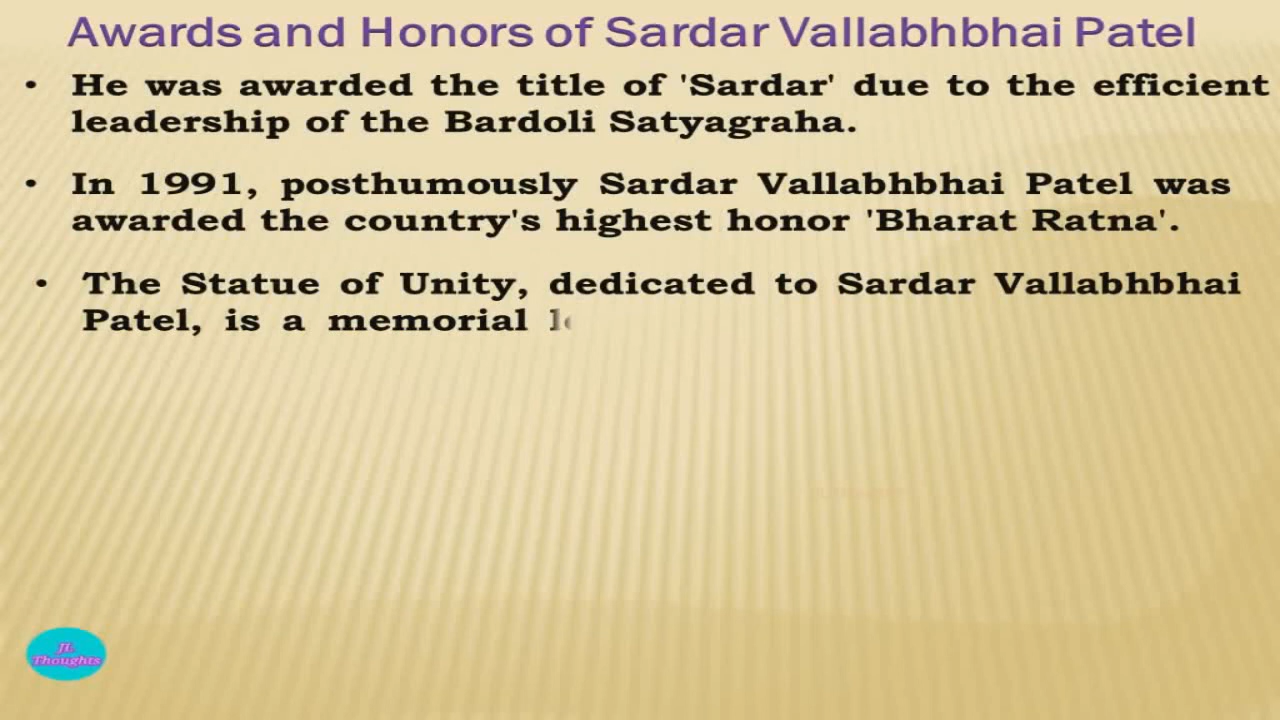 Awards and Honors of Sardar Vallabhbhai Patel
• He was awarded the title of 'Sardar' due to the efficient
leadership of the Bardoli Satyagraha.
• In 1991, posthumously Sardar Vallabhbhai Patel was
awarded the country's highest honor 'Bharat Ratna'.
• The Statue of Unity, dedicated to Sardar Vallabhbhai
Patel, is a memorial
JL
Thoughts